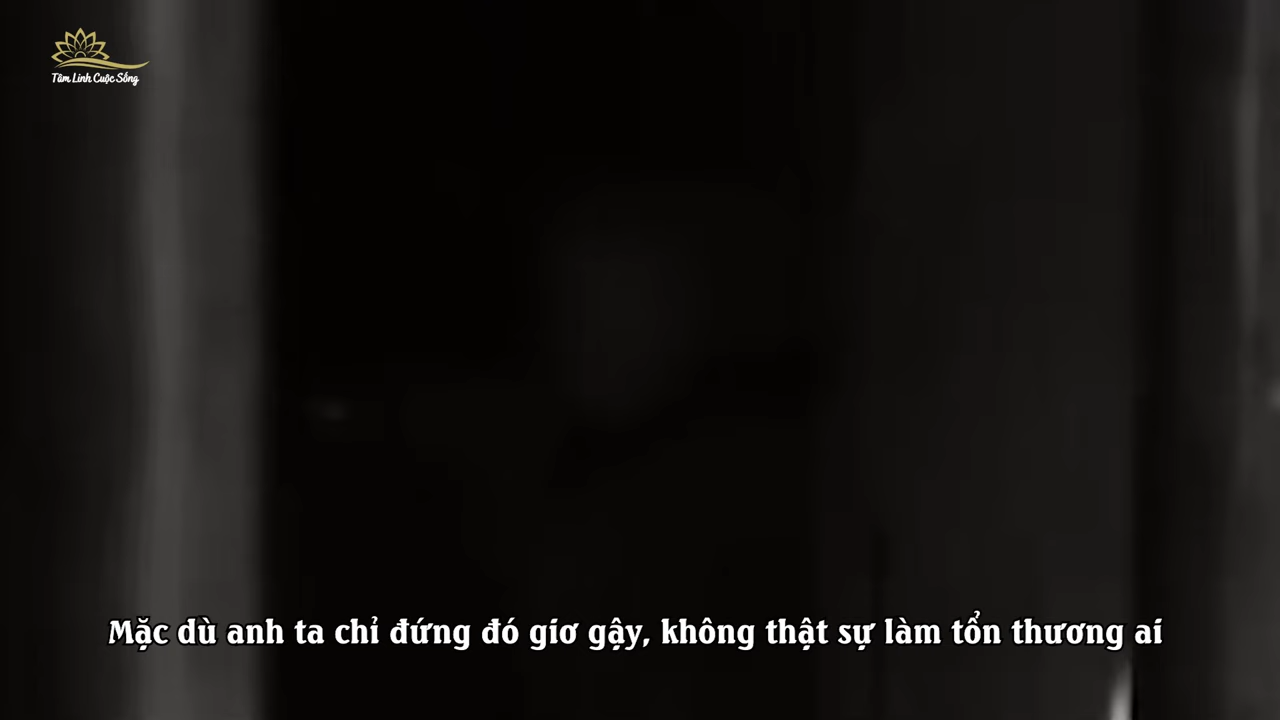 Tâm Linh Cuộc Sống
Mặc dù anh ta chỉ đứng đó giơ gậy, không thật sự làm tổn thương ai